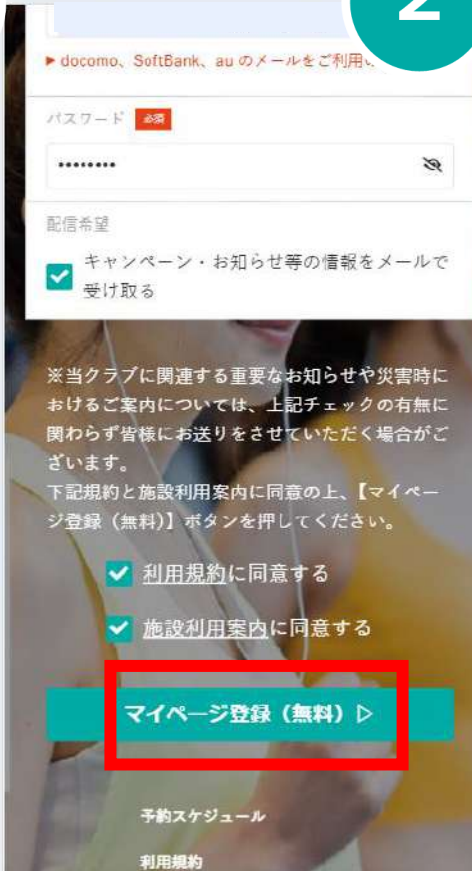 2
▶ docomo、SoftBank、au のメールをご利用
パスワード 必須
••••••••
配信希望
キャンペーン・お知らせ等の情報をメールで
受け取る
※当クラブに関連する重要なお知らせや災害時に
おけるご案内については、上記チェックの有無に
関わらず皆様にお送りをさせていただく場合がご
ざいます。
下記規約と施設利用案内に同意の上、【マイペー
ジ登録（無料）】ボタンを押してください。
利用規約に同意する
施設利用案内に同意する
マイページ登録（無料）▷
予約スケジュール
利用規約